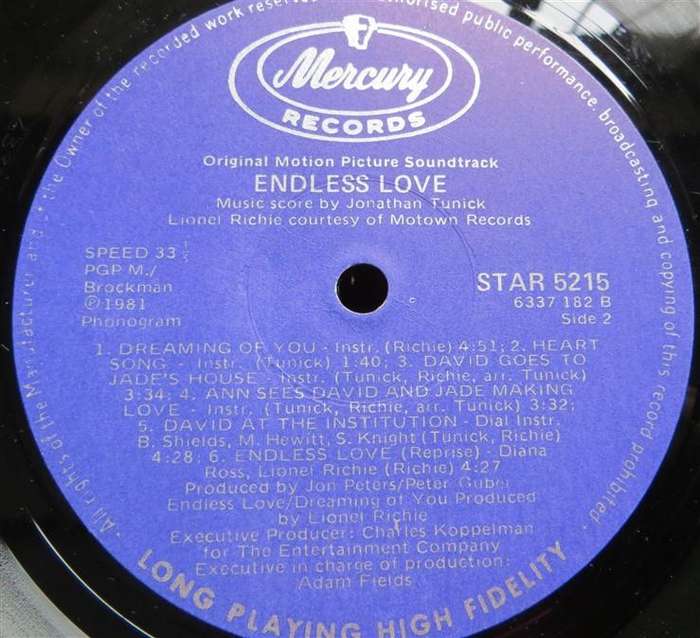 Mercury
RECORDS
Original Motion Picture Soundtrack
ENDLESS LOVE
Music score by Jonathan Tunick
Lionel Richie courtesy of Motown Records
SPEED 33 1/3
PGP M./
Brockman
℗1981
Phonogram
STAR 5215
6337 182 B
Side 2
1. DREAMING OF YOU - Instr. (Richie) 4:51; 2. HEART
SONG - Instr. (Tunick) 1:40; 3. DAVID GOES TO
JADE'S HOUSE - Instr. (Tunick, Richie, arr. Tunick)
3:34; 4. ANN SEES DAVID AND JADE MAKING
LOVE - Instr. (Tunick, Richie, arr. Tunick) 3:32;
5. DAVID AT THE INSTITUTION - Dial Instr.
B. Shields, M. Hewitt, S. Knight (Tunick, Richie)
4:28; 6. ENDLESS LOVE (Reprise) - Diana
Ross, Lionel Richie (Richie) 4:27
Produced by Jon Peters/Peter Guber
Endless Love/Dreaming of You Produced
by Lionel Richie
Executive Producer: Charles Koppelman
for The Entertainment Company
Executive in charge of production:
Adam Fields
LONG PLAYING HIGH FIDELITY
- All rights of the Manufacturer and of the Owner of the recorded work reserved authorised public performance, broadcasting and copying of this record prohibited -